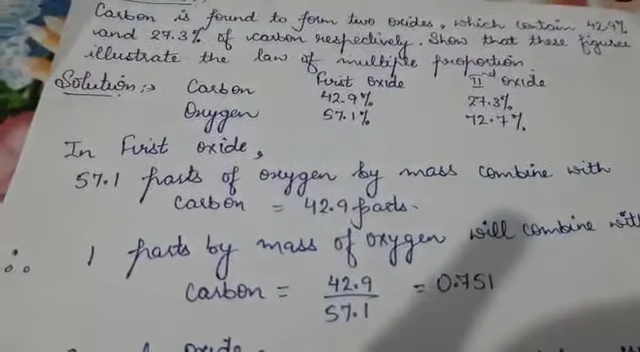 Carbon is found to form two oxides, which contain 42.9%
and 27.3% of carbon respectively. Show that these figures
illustrate the law of multiple proportion
Solution:→ First oxide IInd oxide
Carbon 42.9% 27.3%
Oxygen 57.1% 72.7%
In First oxide,
57.1 parts of oxygen by mass combine with
carbon = 42.9 parts.
∴ 1 parts by mass of oxygen will combine with
carbon = 42.9/57.1 = 0.751
oxide